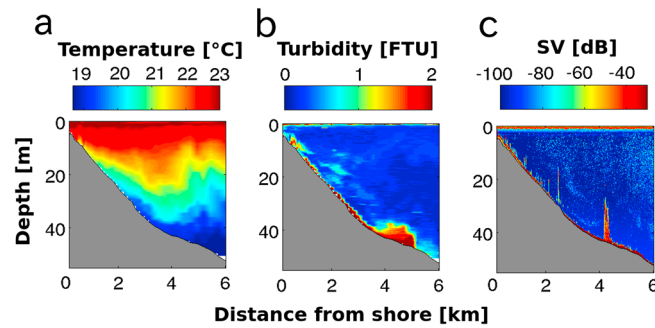 a
b
c
Temperature [°C]
Turbidity [FTU]
SV [dB]
19 20 21 22 23
0 1 2
-100 -80 -60 -40
Depth [m]
0
20
40
0 2 4 6
0
20
40
0 2 4 6
0
20
40
0 2 4 6
Distance from shore [km]